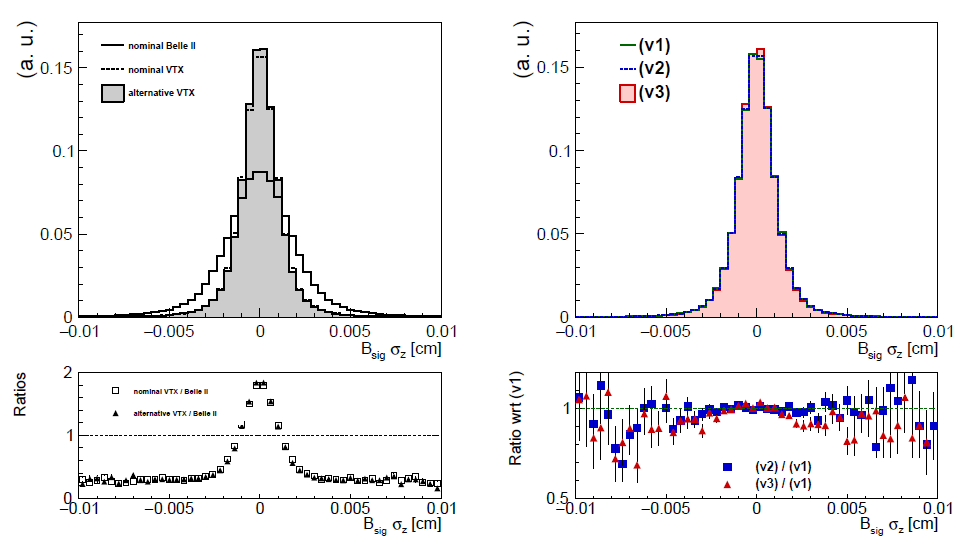 (a. u.)
nominal Belle II
nominal VTX
alternative VTX
0.15
0.1
0.05
0
−0.01 −0.005 0 0.005 0.01
B_sig σ_z [cm]
(a. u.)
(v1)
(v2)
(v3)
0.15
0.1
0.05
0
−0.01 −0.005 0 0.005 0.01
B_sig σ_z [cm]
Ratios
2
1
0
nominal VTX / Belle II
alternative VTX / Belle II
−0.01 −0.005 0 0.005 0.01
B_sig σ_z [cm]
Ratio wrt (v1)
1
0.5
(v2) / (v1)
(v3) / (v1)
−0.01 −0.005 0 0.005 0.01
B_sig σ_z [cm]